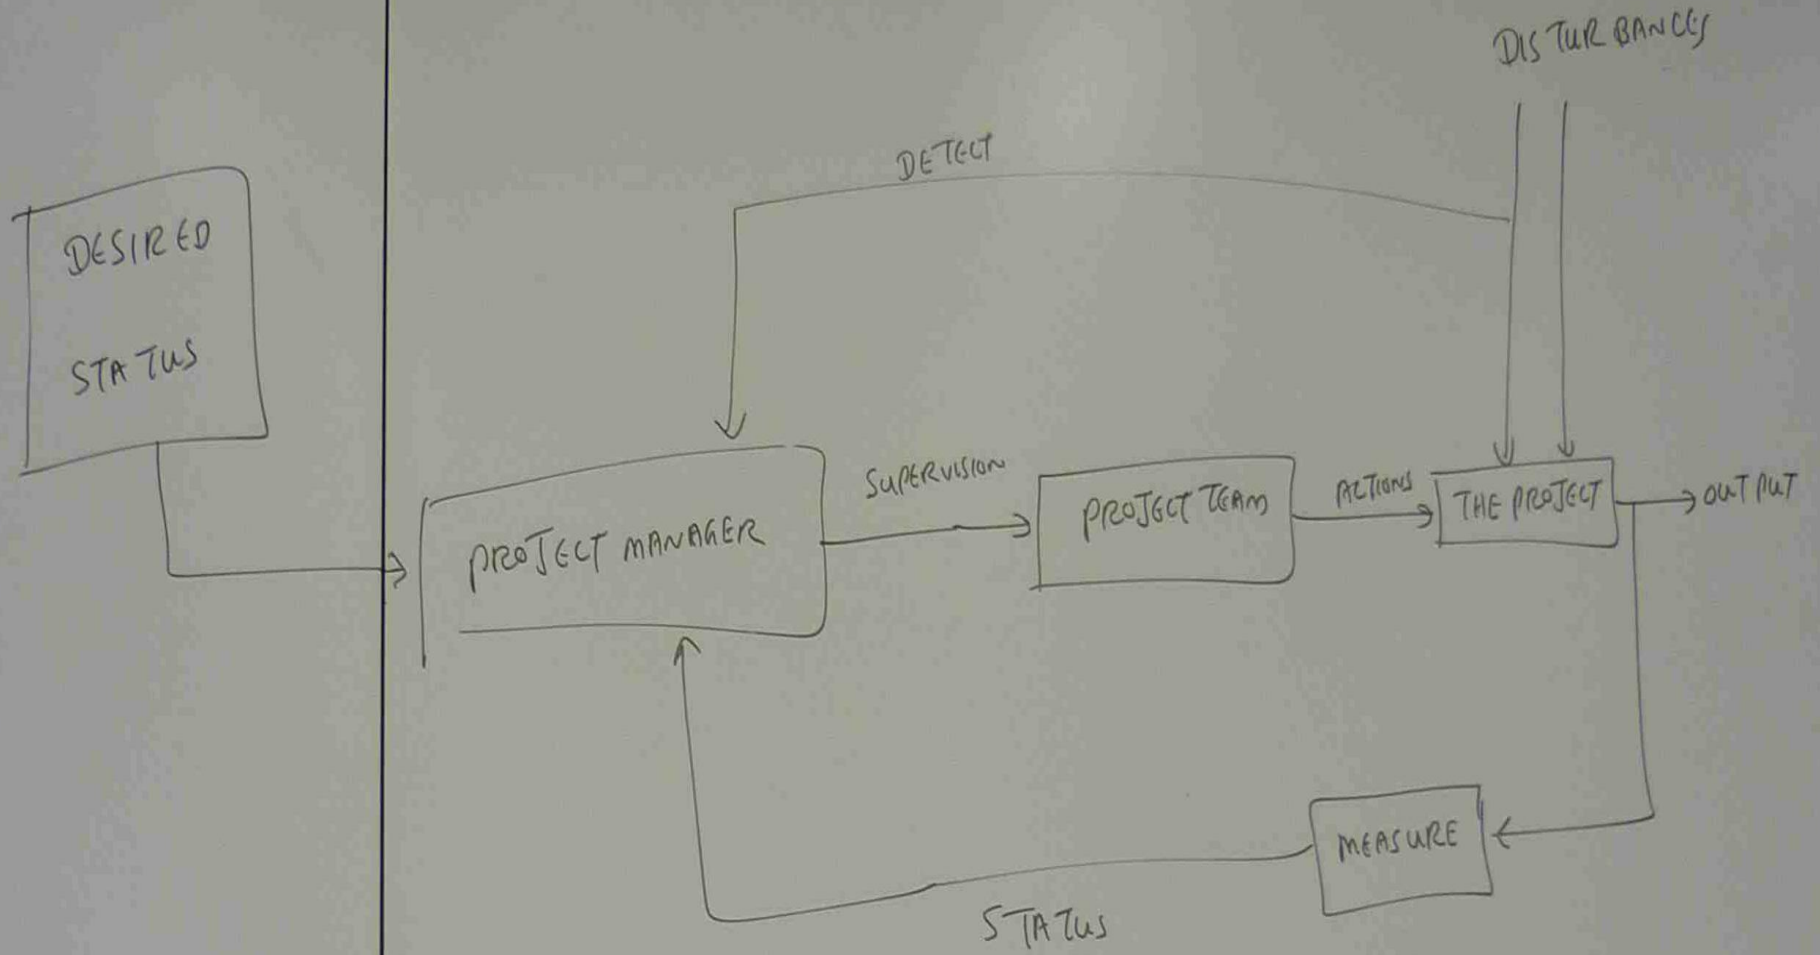 DISTURBANCES
DETECT
DESIRED
STATUS
SUPERVISION
PROJECT MANAGER
PROJECT TEAM
ACTIONS
THE PROJECT
OUTPUT
MEASURE
STATUS